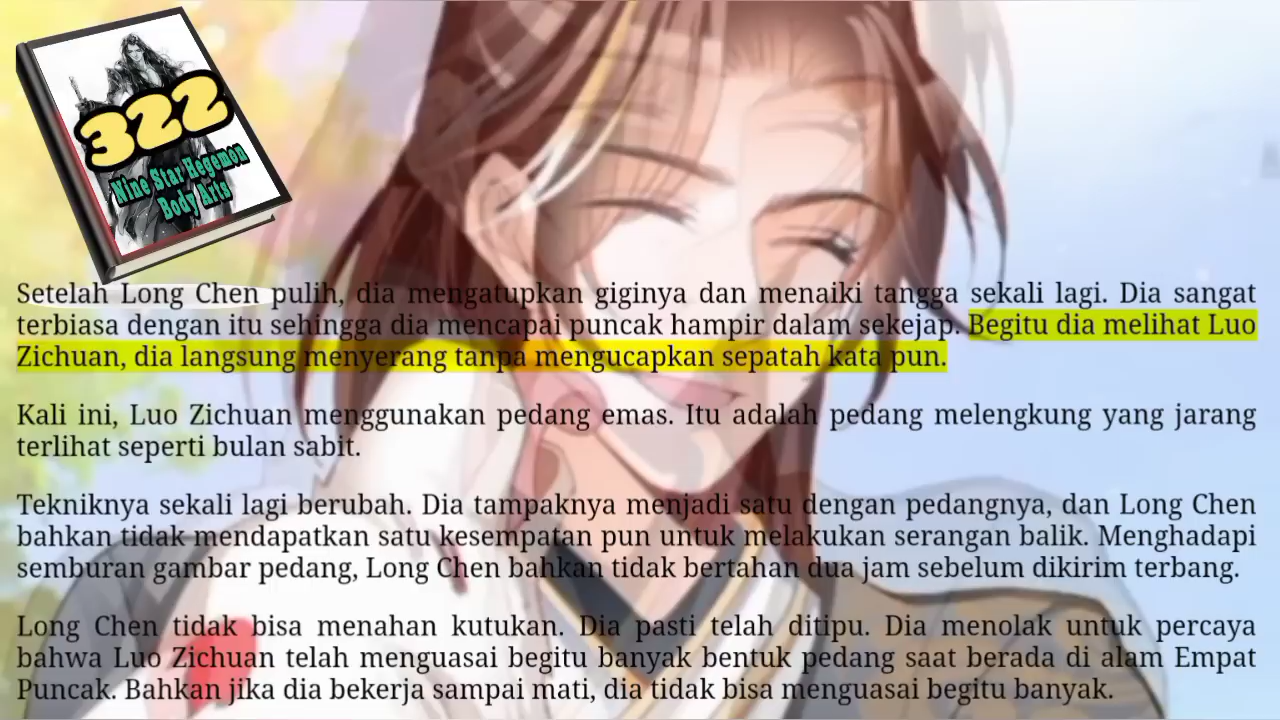 322
Nine Star Hegemon
Body Arts
Setelah Long Chen pulih, dia mengatupkan giginya dan menaiki tangga sekali lagi. Dia sangat
terbiasa dengan itu sehingga dia mencapai puncak hampir dalam sekejap. Begitu dia melihat Luo
Zichuan, dia langsung menyerang tanpa mengucapkan sepatah kata pun.
Kali ini, Luo Zichuan menggunakan pedang emas. Itu adalah pedang melengkung yang jarang
terlihat seperti bulan sabit.
Tekniknya sekali lagi berubah. Dia tampaknya menjadi satu dengan pedangnya, dan Long Chen
bahkan tidak mendapatkan satu kesempatan pun untuk melakukan serangan balik. Menghadapi
semburan gambar pedang, Long Chen bahkan tidak bertahan dua jam sebelum dikirim terbang.
Long Chen tidak bisa menahan kutukan. Dia pasti telah ditipu. Dia menolak untuk percaya
bahwa Luo Zichuan telah menguasai begitu banyak bentuk pedang saat berada di alam Empat
Puncak. Bahkan jika dia bekerja sampai mati, dia tidak bisa menguasai begitu banyak.